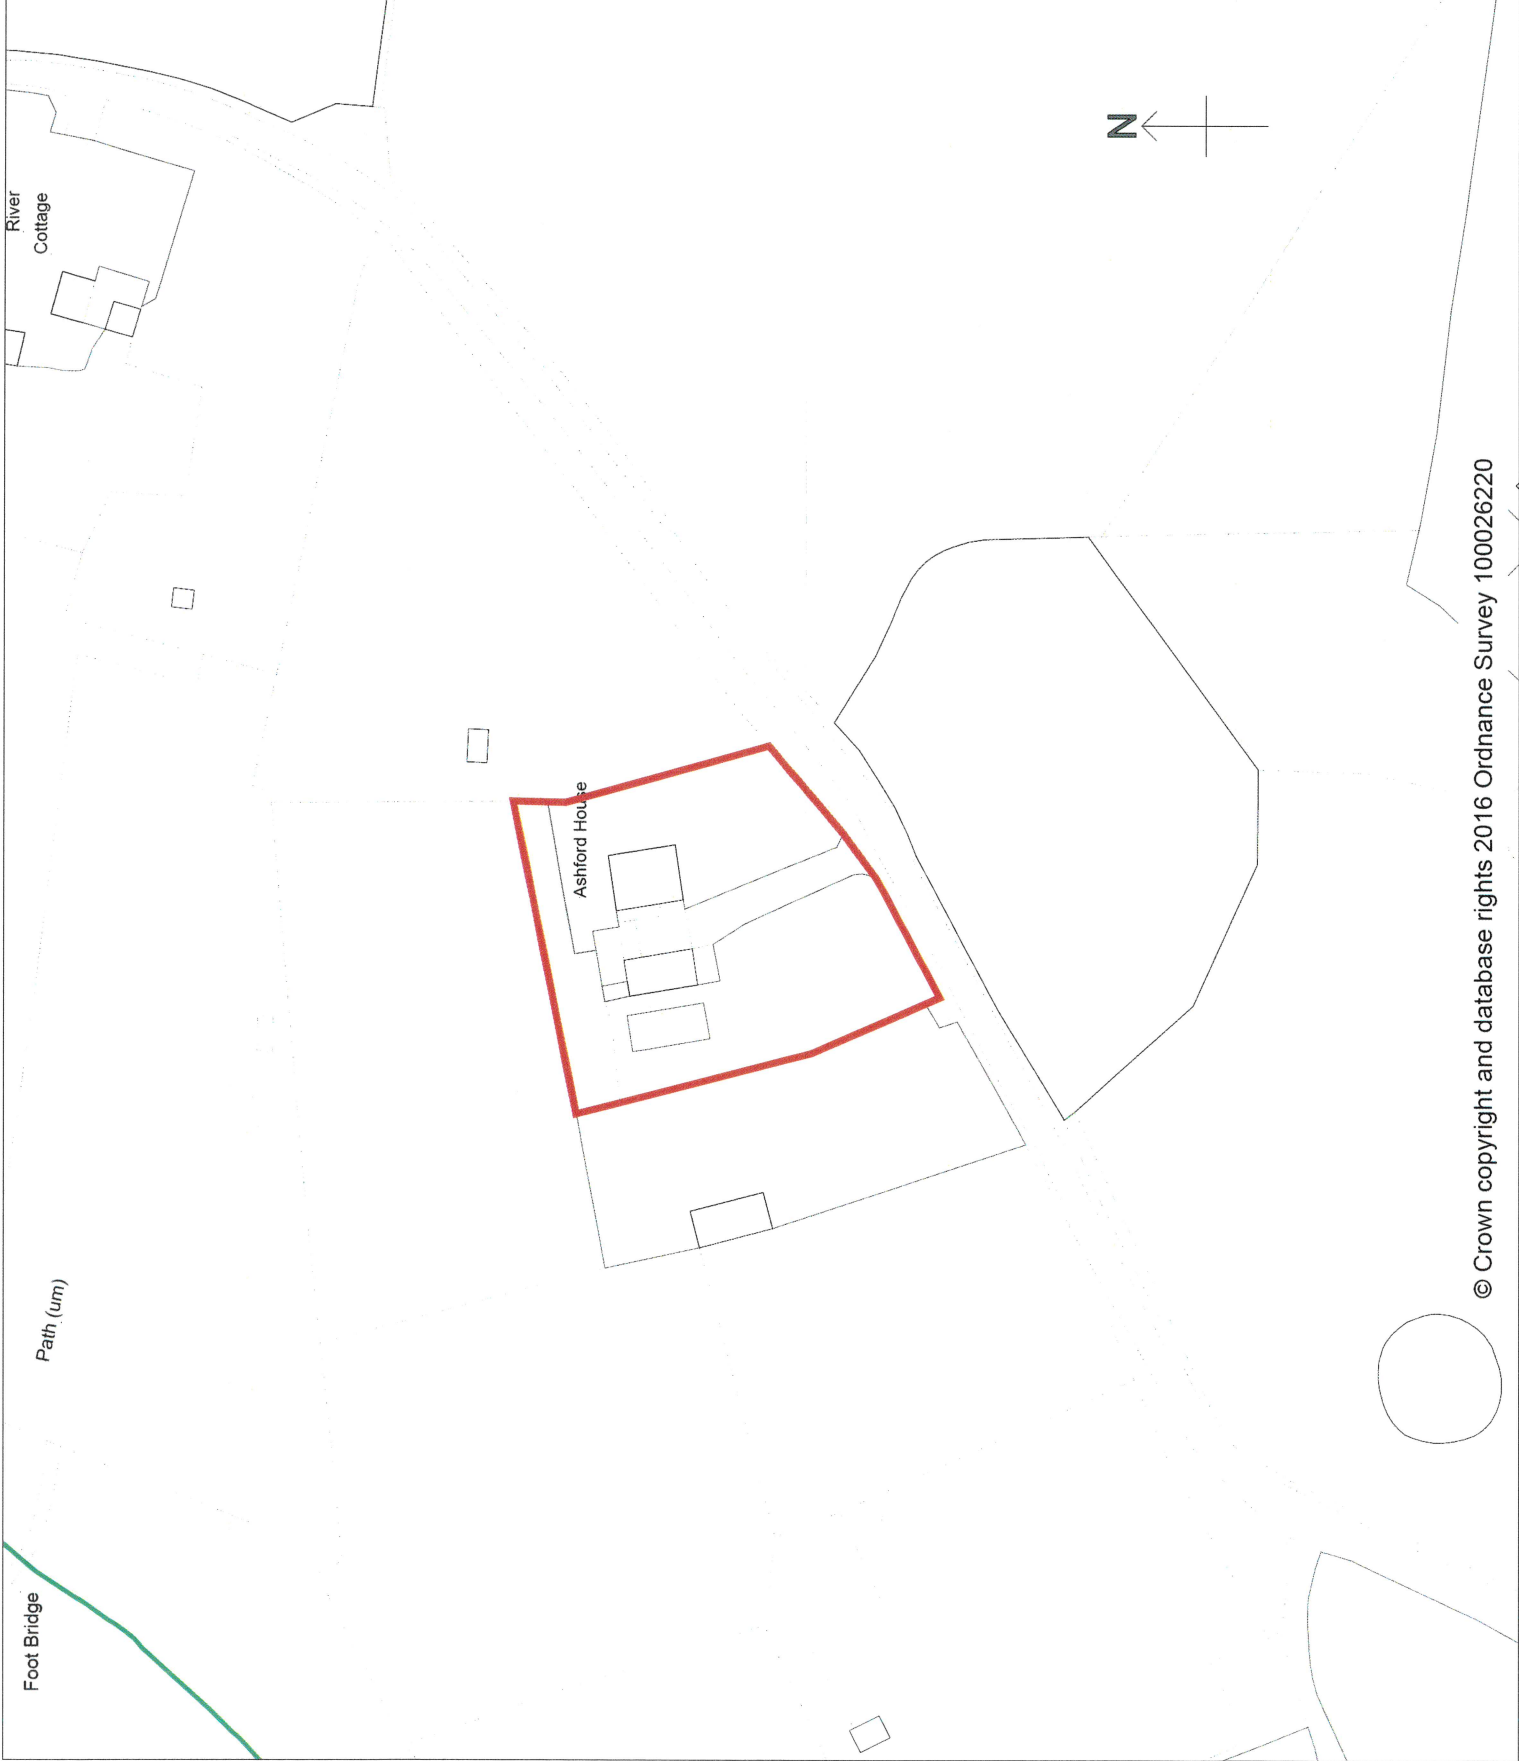 Foot Bridge
Path (um)
River
Cottage
Ashford House
N
© Crown copyright and database rights 2016 Ordnance Survey 100026220